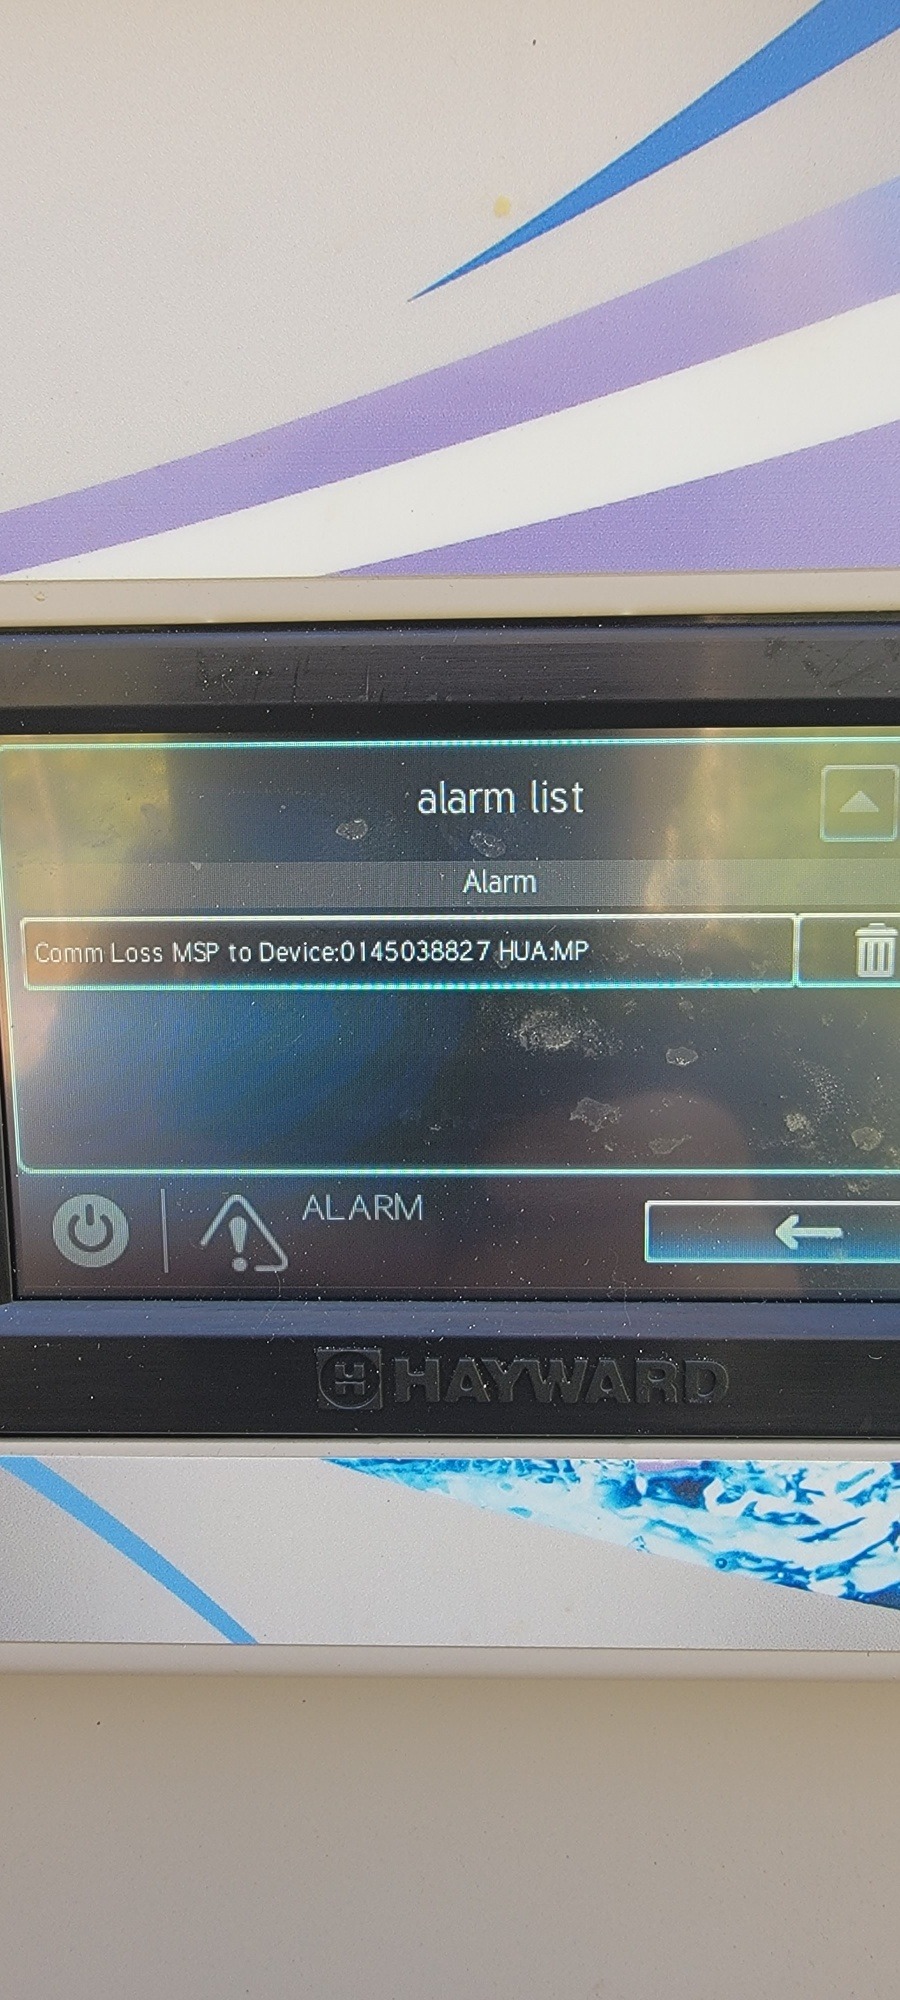 alarm list
Alarm
Comm Loss MSP to Device:0145038827 HUA:MP
ALARM
HAYWARD